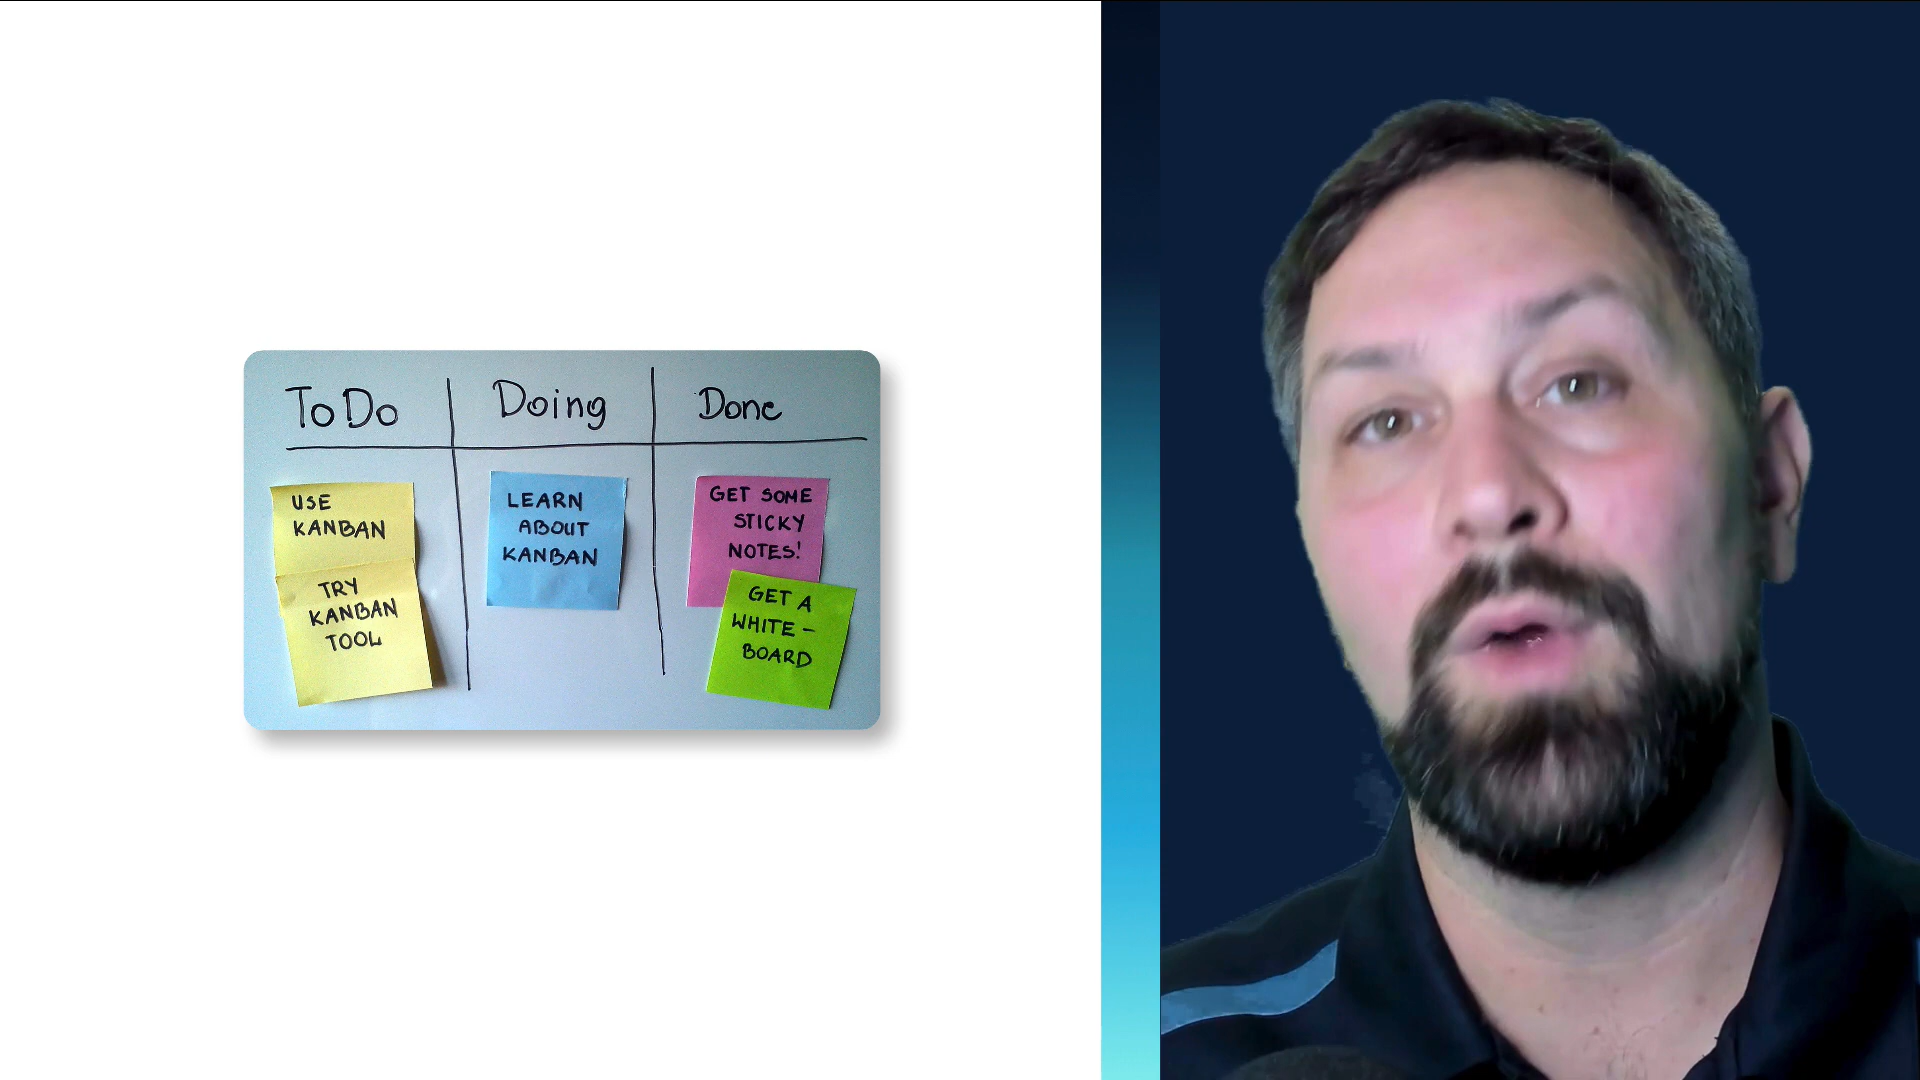 To Do
Doing
Done
USE
KANBAN
TRY
KANBAN
TOOL
LEARN
ABOUT
KANBAN
GET SOME
STICKY
NOTES!
GET A
WHITE-
BOARD